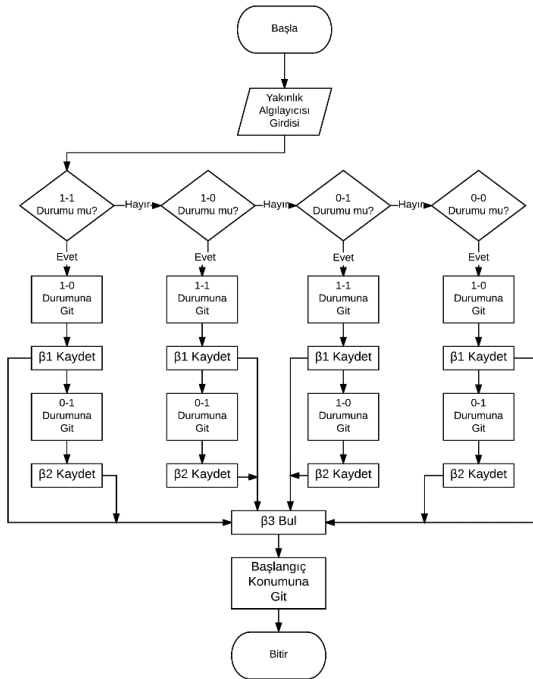 Başla
Yakınlık
Algılayıcısı
Girdisi
1-1
Durumu mu?
Hayır
1-0
Durumu mu?
Hayır
0-1
Durumu mu?
Hayır
0-0
Durumu mu?
Evet
Evet
Evet
Evet
1-0
Durumuna
Git
1-1
Durumuna
Git
1-1
Durumuna
Git
1-0
Durumuna
Git
β1 Kaydet
β1 Kaydet
β1 Kaydet
β1 Kaydet
0-1
Durumuna
Git
0-1
Durumuna
Git
1-0
Durumuna
Git
0-1
Durumuna
Git
β2 Kaydet
β2 Kaydet
β2 Kaydet
β2 Kaydet
β3 Bul
Başlangıç
Konumuna
Git
Bitir